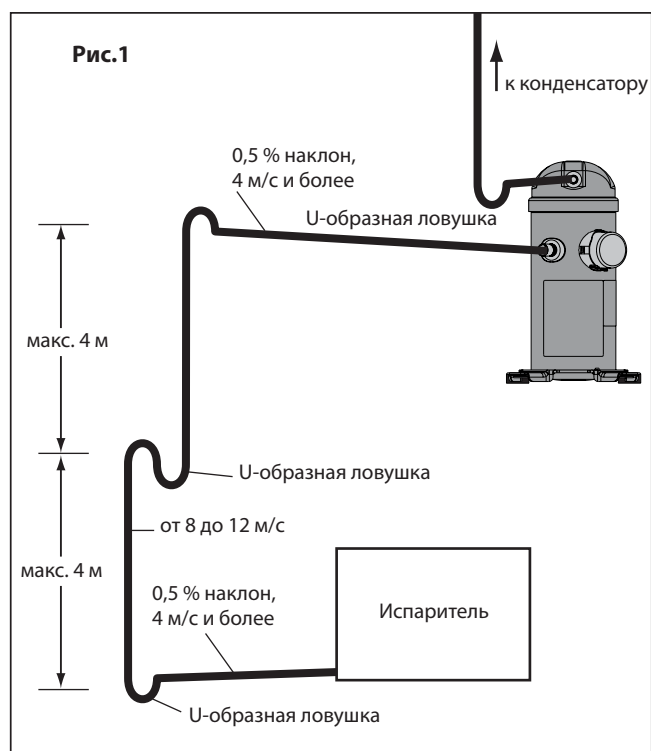 Рис.1
к конденсатору
0,5 % наклон,
4 м/с и более
U-образная ловушка
макс. 4 м
U-образная ловушка
от 8 до 12 м/с
макс. 4 м
0,5 % наклон,
4 м/с и более
Испаритель
U-образная ловушка